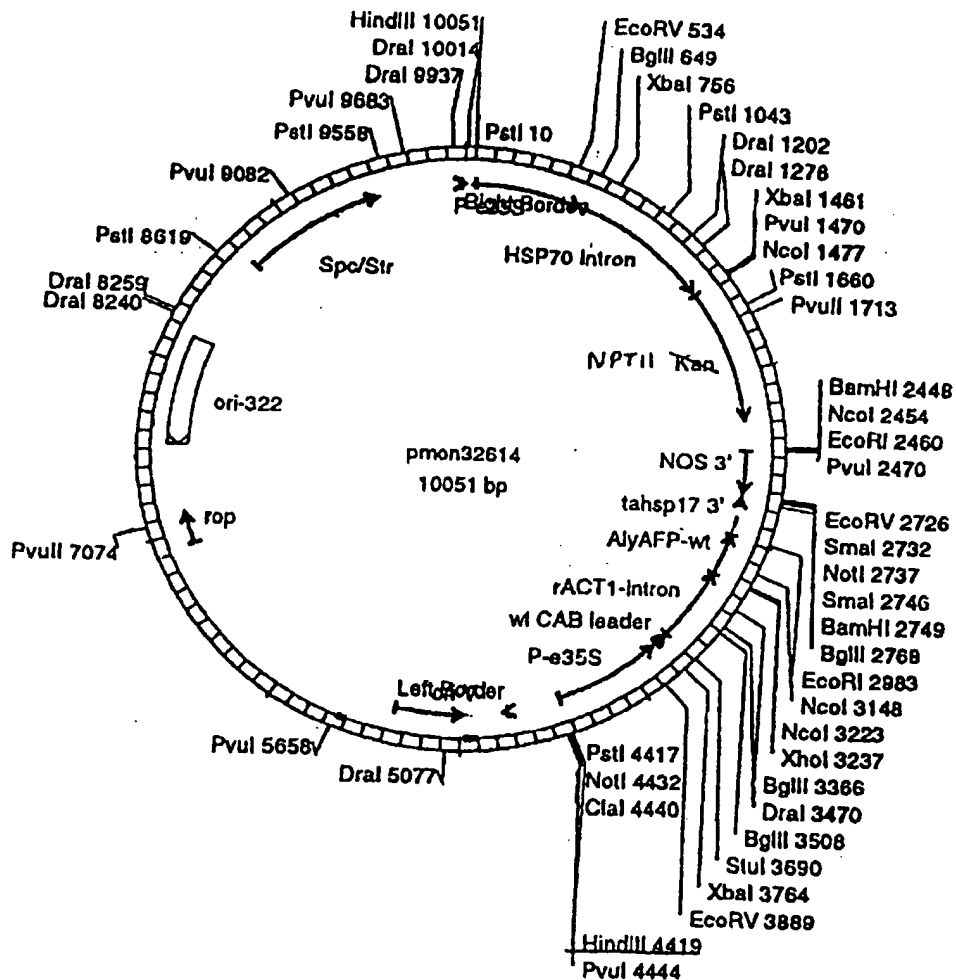 HindIII 10051
DraI 10014
DraI 9937
PvuI 9683
PstI 9558
PvuI 9082
PstI 8619
DraI 8259
DraI 8240
PvuII 7074
PvuI 5658
DraI 5077
PstI 10
EcoRV 534
BglII 649
XbaI 756
PstI 1043
DraI 1202
DraI 1276
XbaI 1461
PvuI 1470
NcoI 1477
PstI 1660
PvuII 1713
BamHI 2448
NcoI 2454
EcoRI 2460
PvuI 2470
EcoRV 2726
SmaI 2732
NotI 2737
SmaI 2746
BamHI 2749
BglII 2768
EcoRI 2983
NcoI 3148
NcoI 3223
XhoI 3237
BglII 3366
DraI 3470
BglII 3508
StuI 3690
XbaI 3764
EcoRV 3889
PstI 4417
NotI 4432
ClaI 4440
HindIII 4419
PvuI 4444
Right Border
P-e35S
HSP70 Intron
Spc/Str
NPTII Kan
ori-322
pmon32614
10051 bp
NOS 3'
tahsp17 3'
AlyAFP-wt
rACT1-intron
wt CAB leader
P-e35S
rop
Left Border